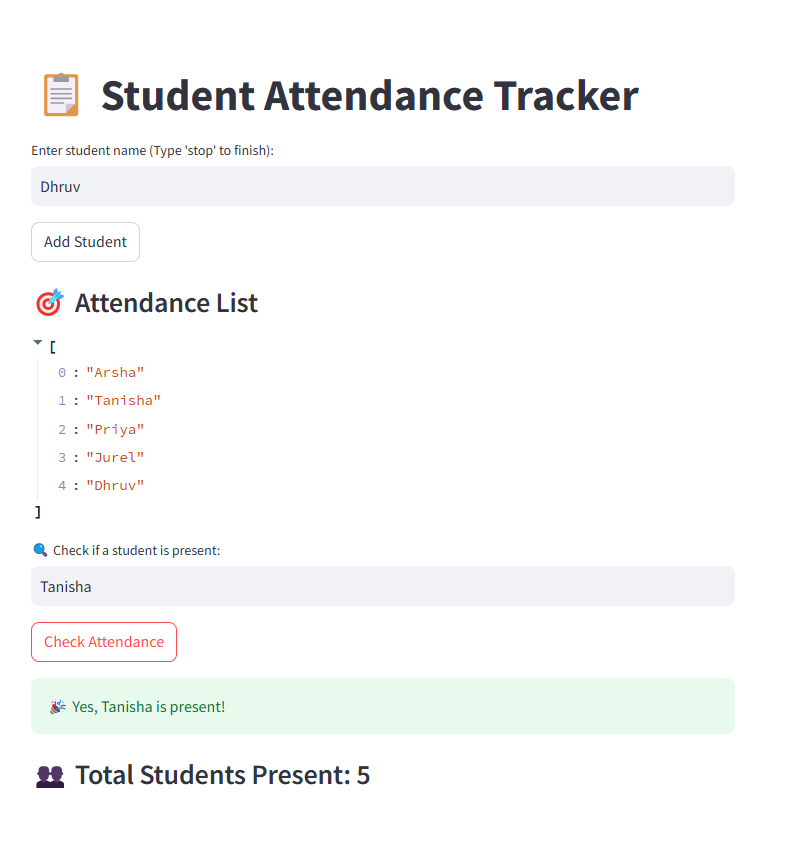 Student Attendance Tracker
Enter student name (Type 'stop' to finish):
Dhruv
Add Student
Attendance List
[
0 : "Arsha"
1 : "Tanisha"
2 : "Priya"
3 : "Jurel"
4 : "Dhruv"
]
Check if a student is present:
Tanisha
Check Attendance
Yes, Tanisha is present!
Total Students Present: 5